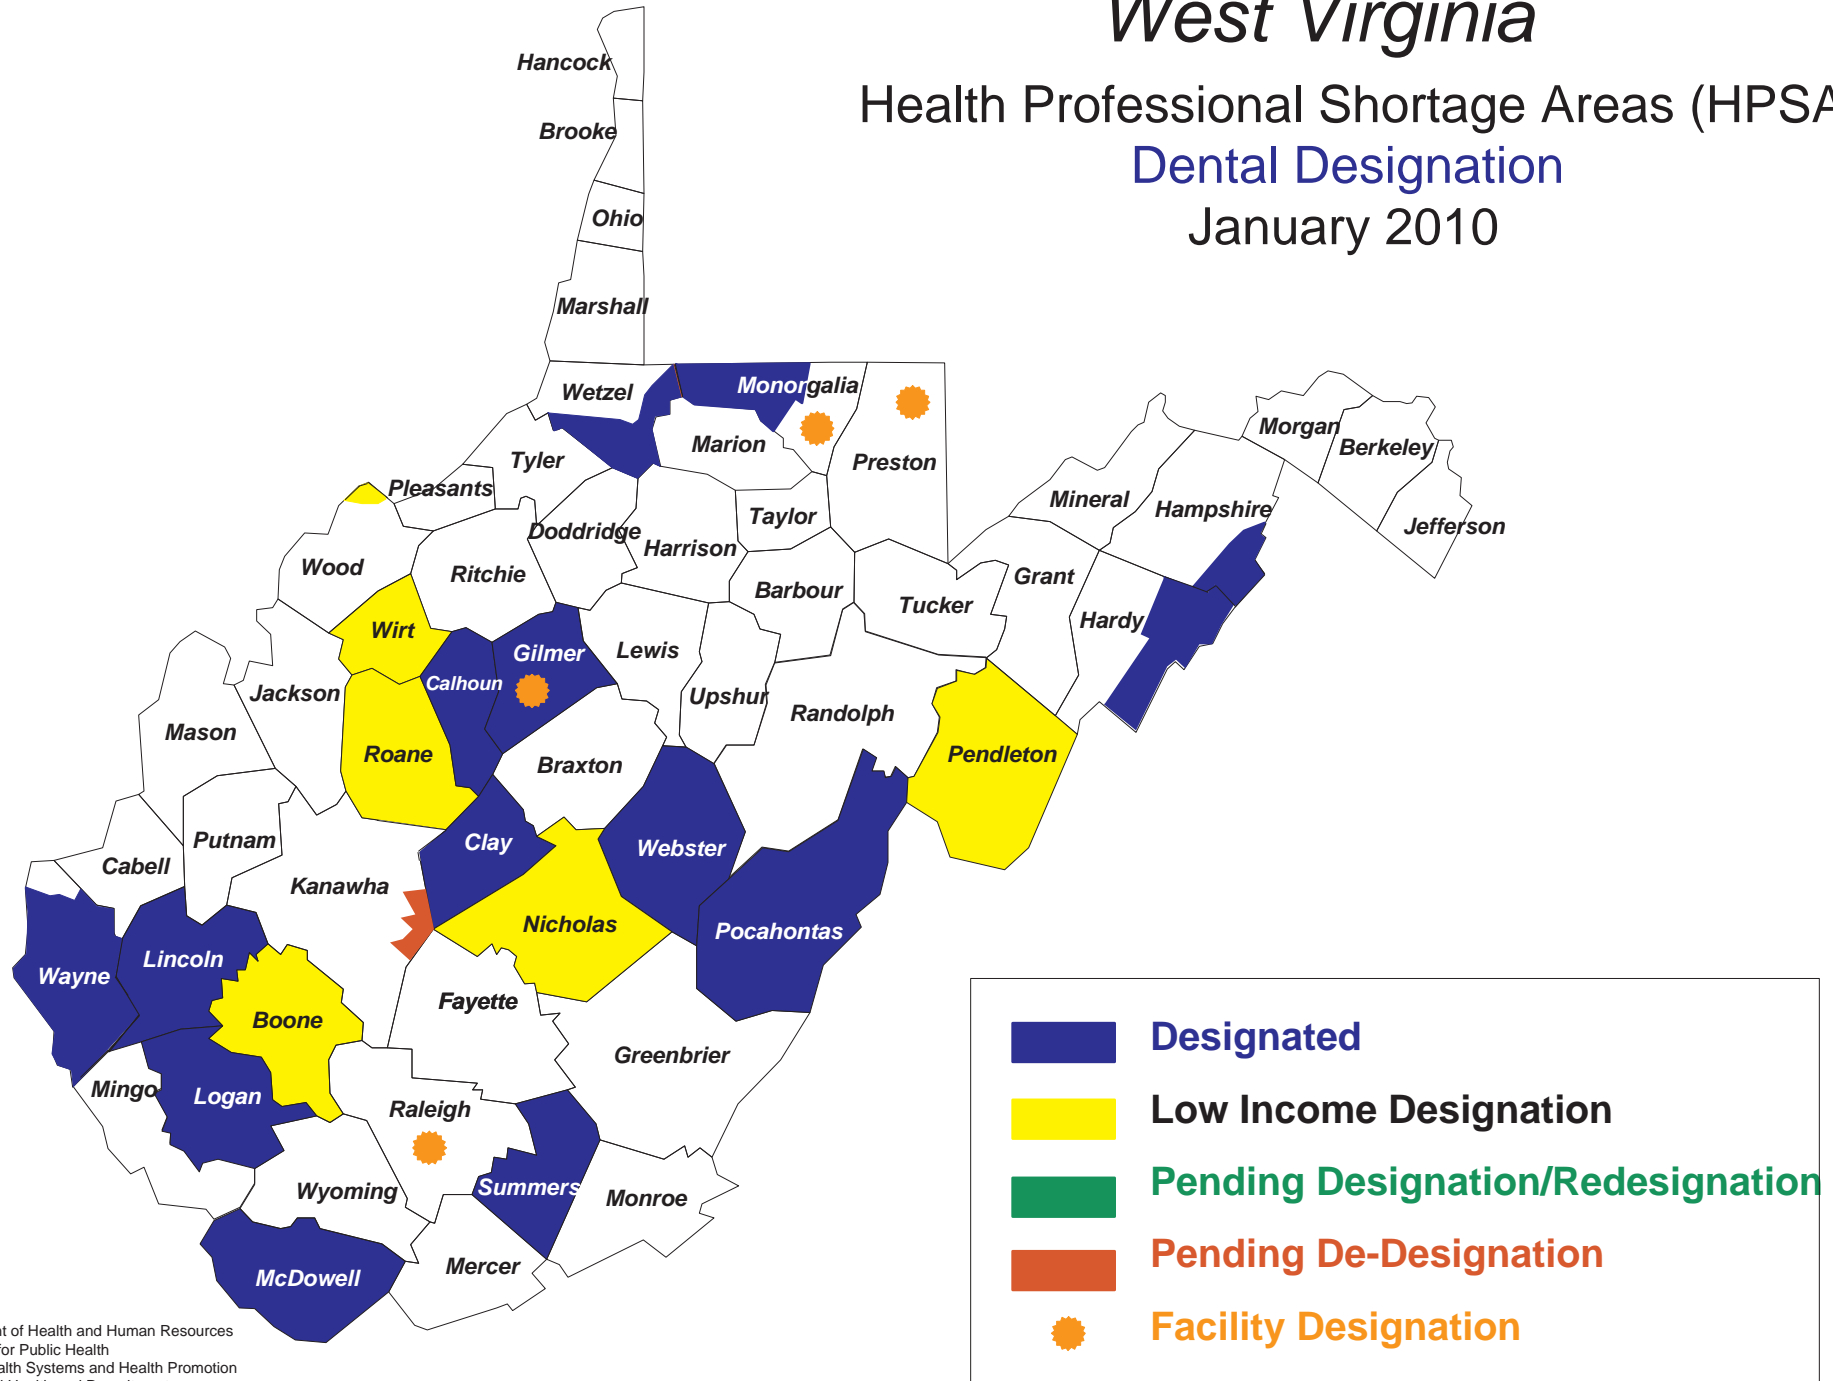 West Virginia
Health Professional Shortage Areas (HPSA
Dental Designation
January 2010
Hancock
Brooke
Ohio
Marshall
Wetzel
Monongalia
Marion
Preston
Tyler
Pleasants
Doddridge
Harrison
Taylor
Wood
Ritchie
Barbour
Tucker
Grant
Mineral
Hampshire
Morgan
Berkeley
Jefferson
Hardy
Wirt
Calhoun
Gilmer
Lewis
Upshur
Randolph
Pendleton
Jackson
Mason
Roane
Braxton
Putnam
Clay
Webster
Cabell
Kanawha
Nicholas
Pocahontas
Wayne
Lincoln
Boone
Fayette
Greenbrier
Mingo
Logan
Raleigh
Wyoming
Summers
Monroe
McDowell
Mercer
Designated
Low Income Designation
Pending Designation/Redesignation
Pending De-Designation
Facility Designation
of Health and Human Resources
for Public Health
Systems and Health Promotion